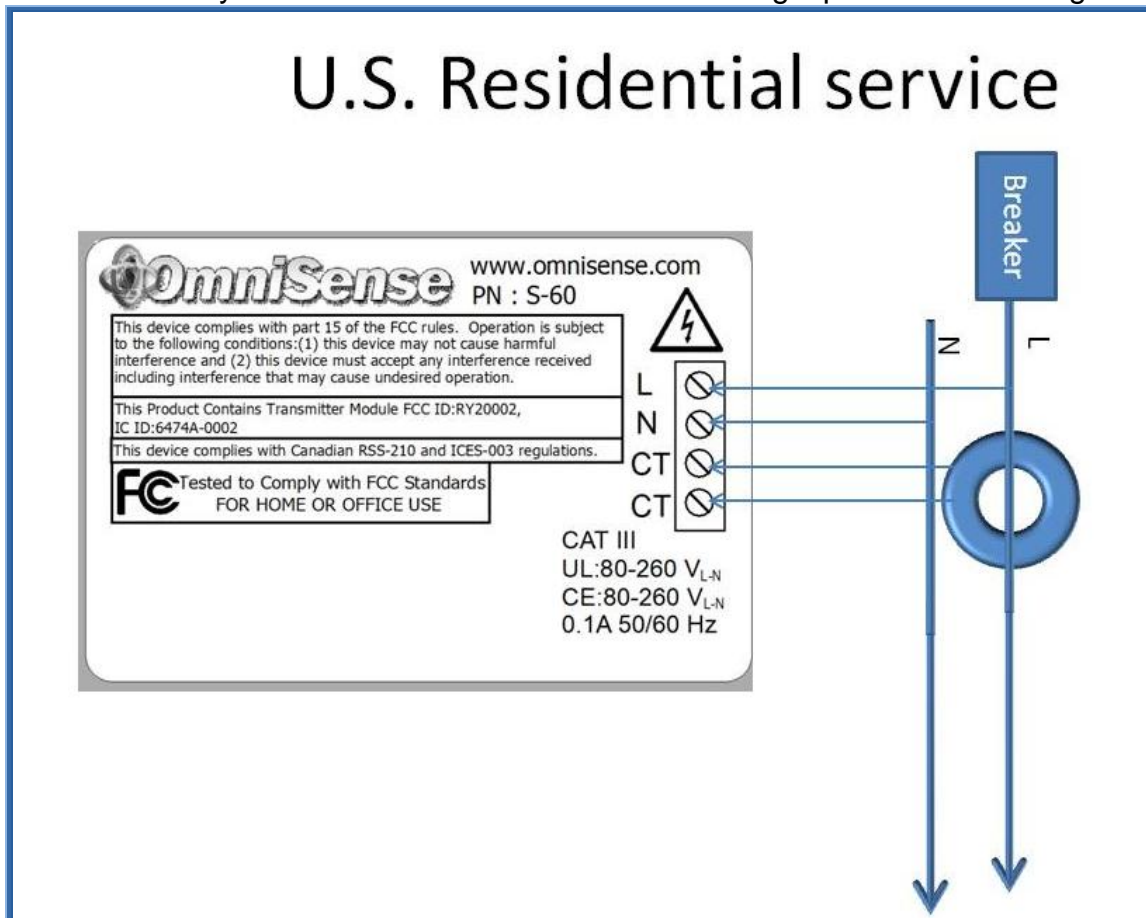 U.S. Residential service
Breaker
N
L
OmniSense
www.omnisense.com
PN : S-60
This device complies with part 15 of the FCC rules. Operation is subject
to the following conditions:(1) this device may not cause harmful
interference and (2) this device must accept any interference received
including interference that may cause undesired operation.
This Product Contains Transmitter Module FCC ID:RY20002,
IC ID:6474A-0002
This device complies with Canadian RSS-210 and ICES-003 regulations.
FC Tested to Comply with FCC Standards
FOR HOME OR OFFICE USE
L
N
CT
CT
CAT III
UL:80-260 VL-N
CE:80-260 VL-N
0.1A 50/60 Hz